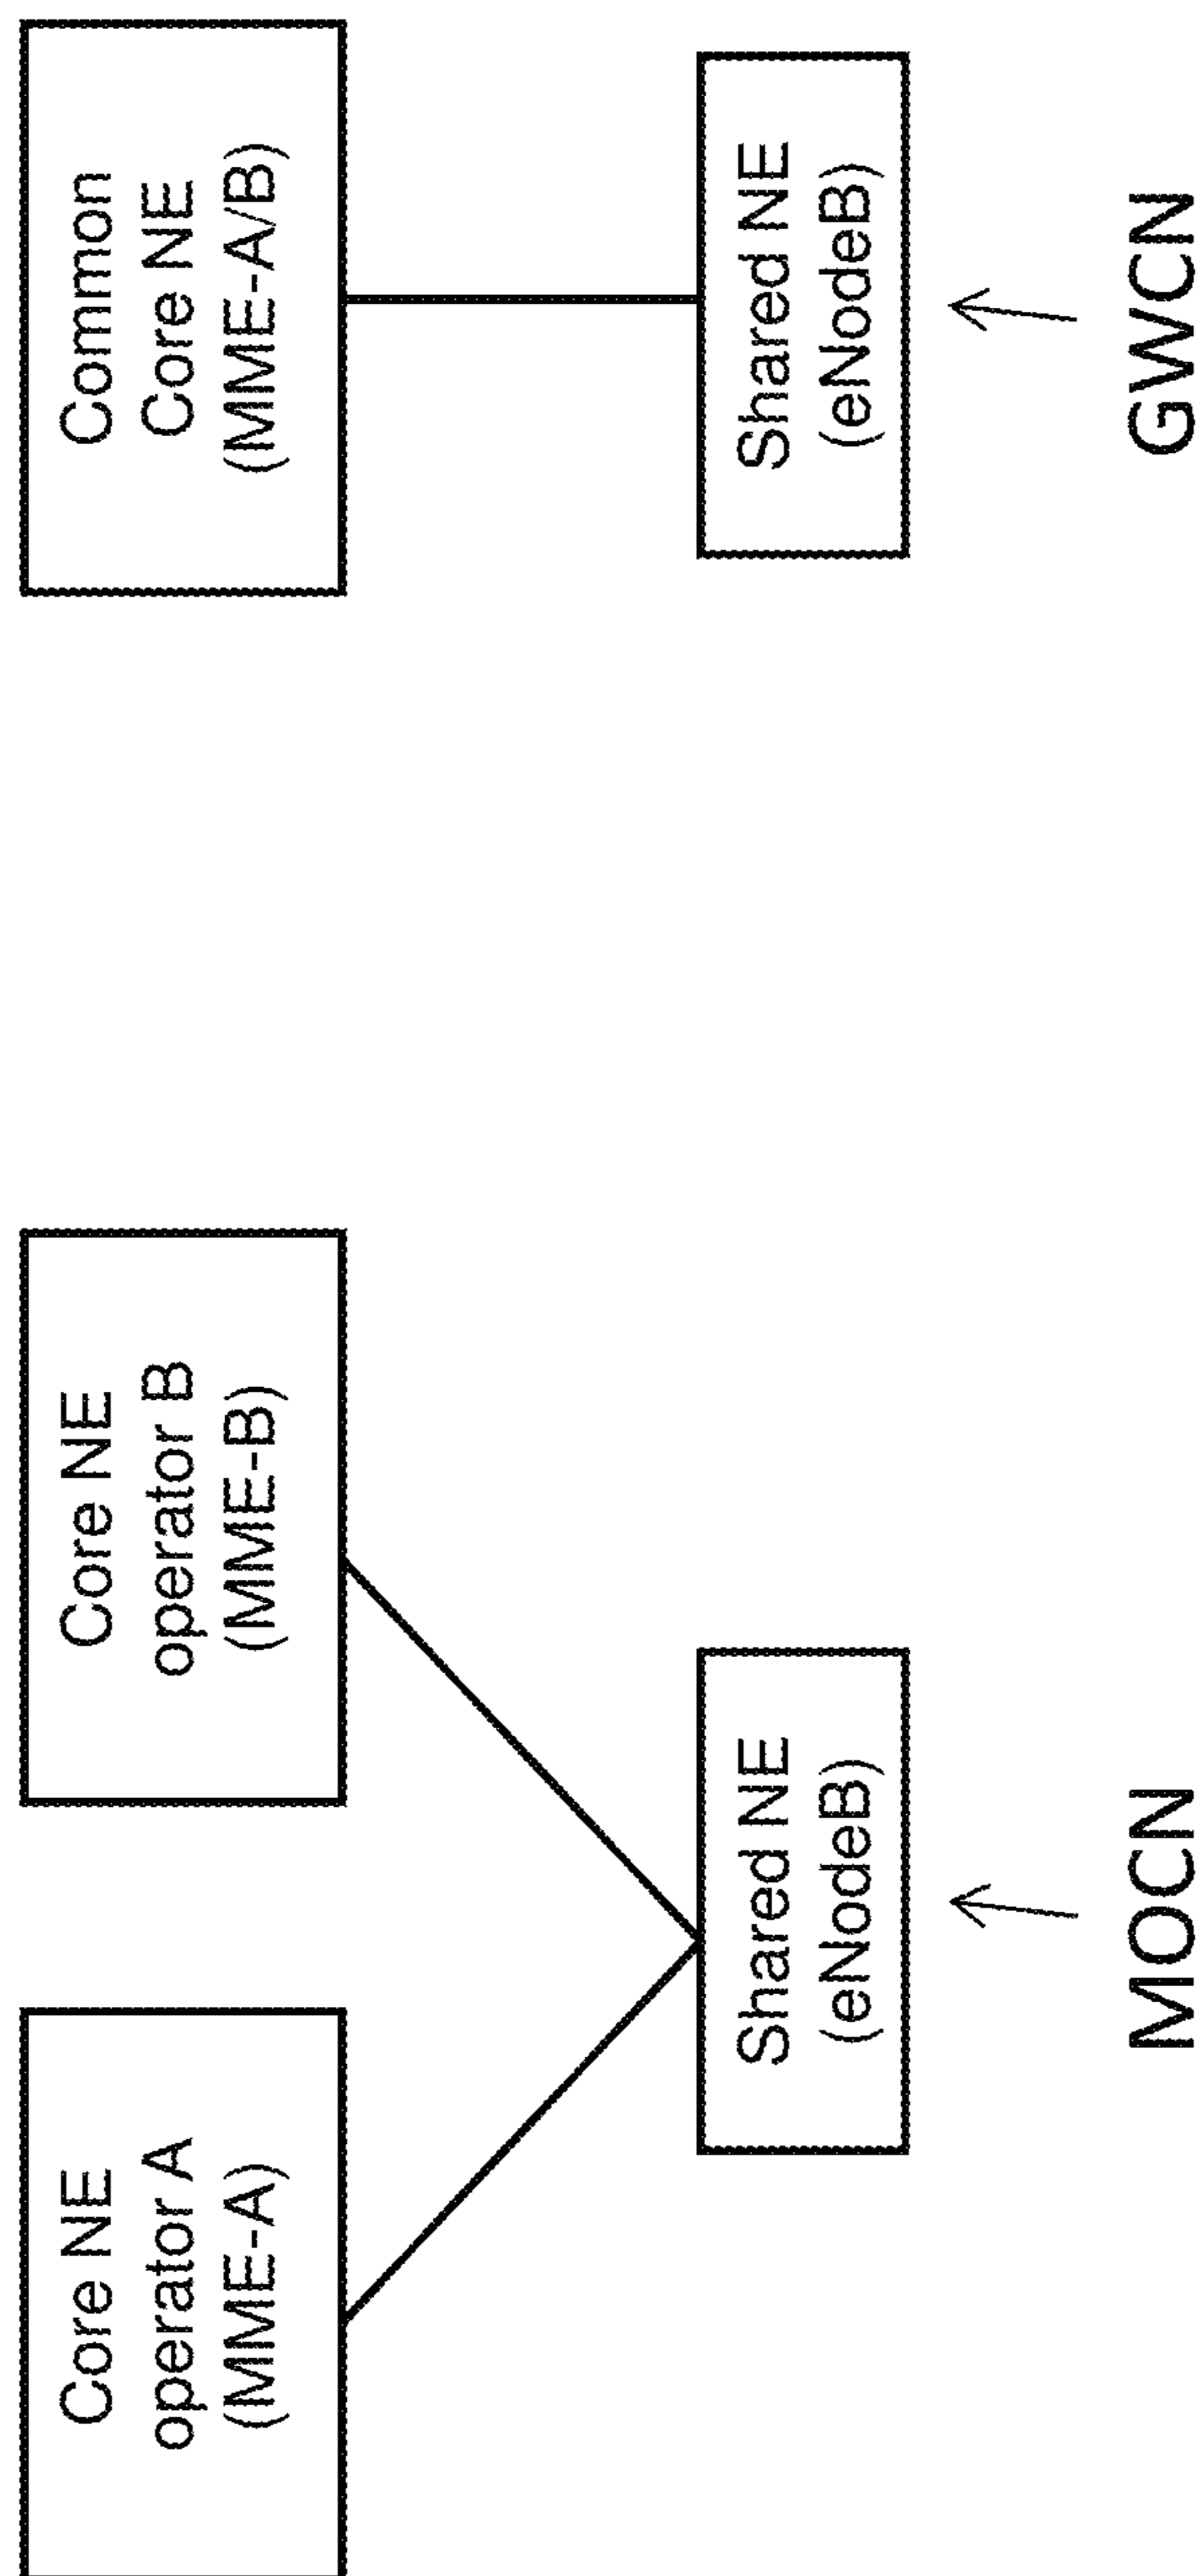 Core NE
operator A
(MME-A)
Core NE
operator B
(MME-B)
Shared NE
(eNodeB)
MOCN
Common
Core NE
(MME-A/B)
Shared NE
(eNodeB)
GWCN